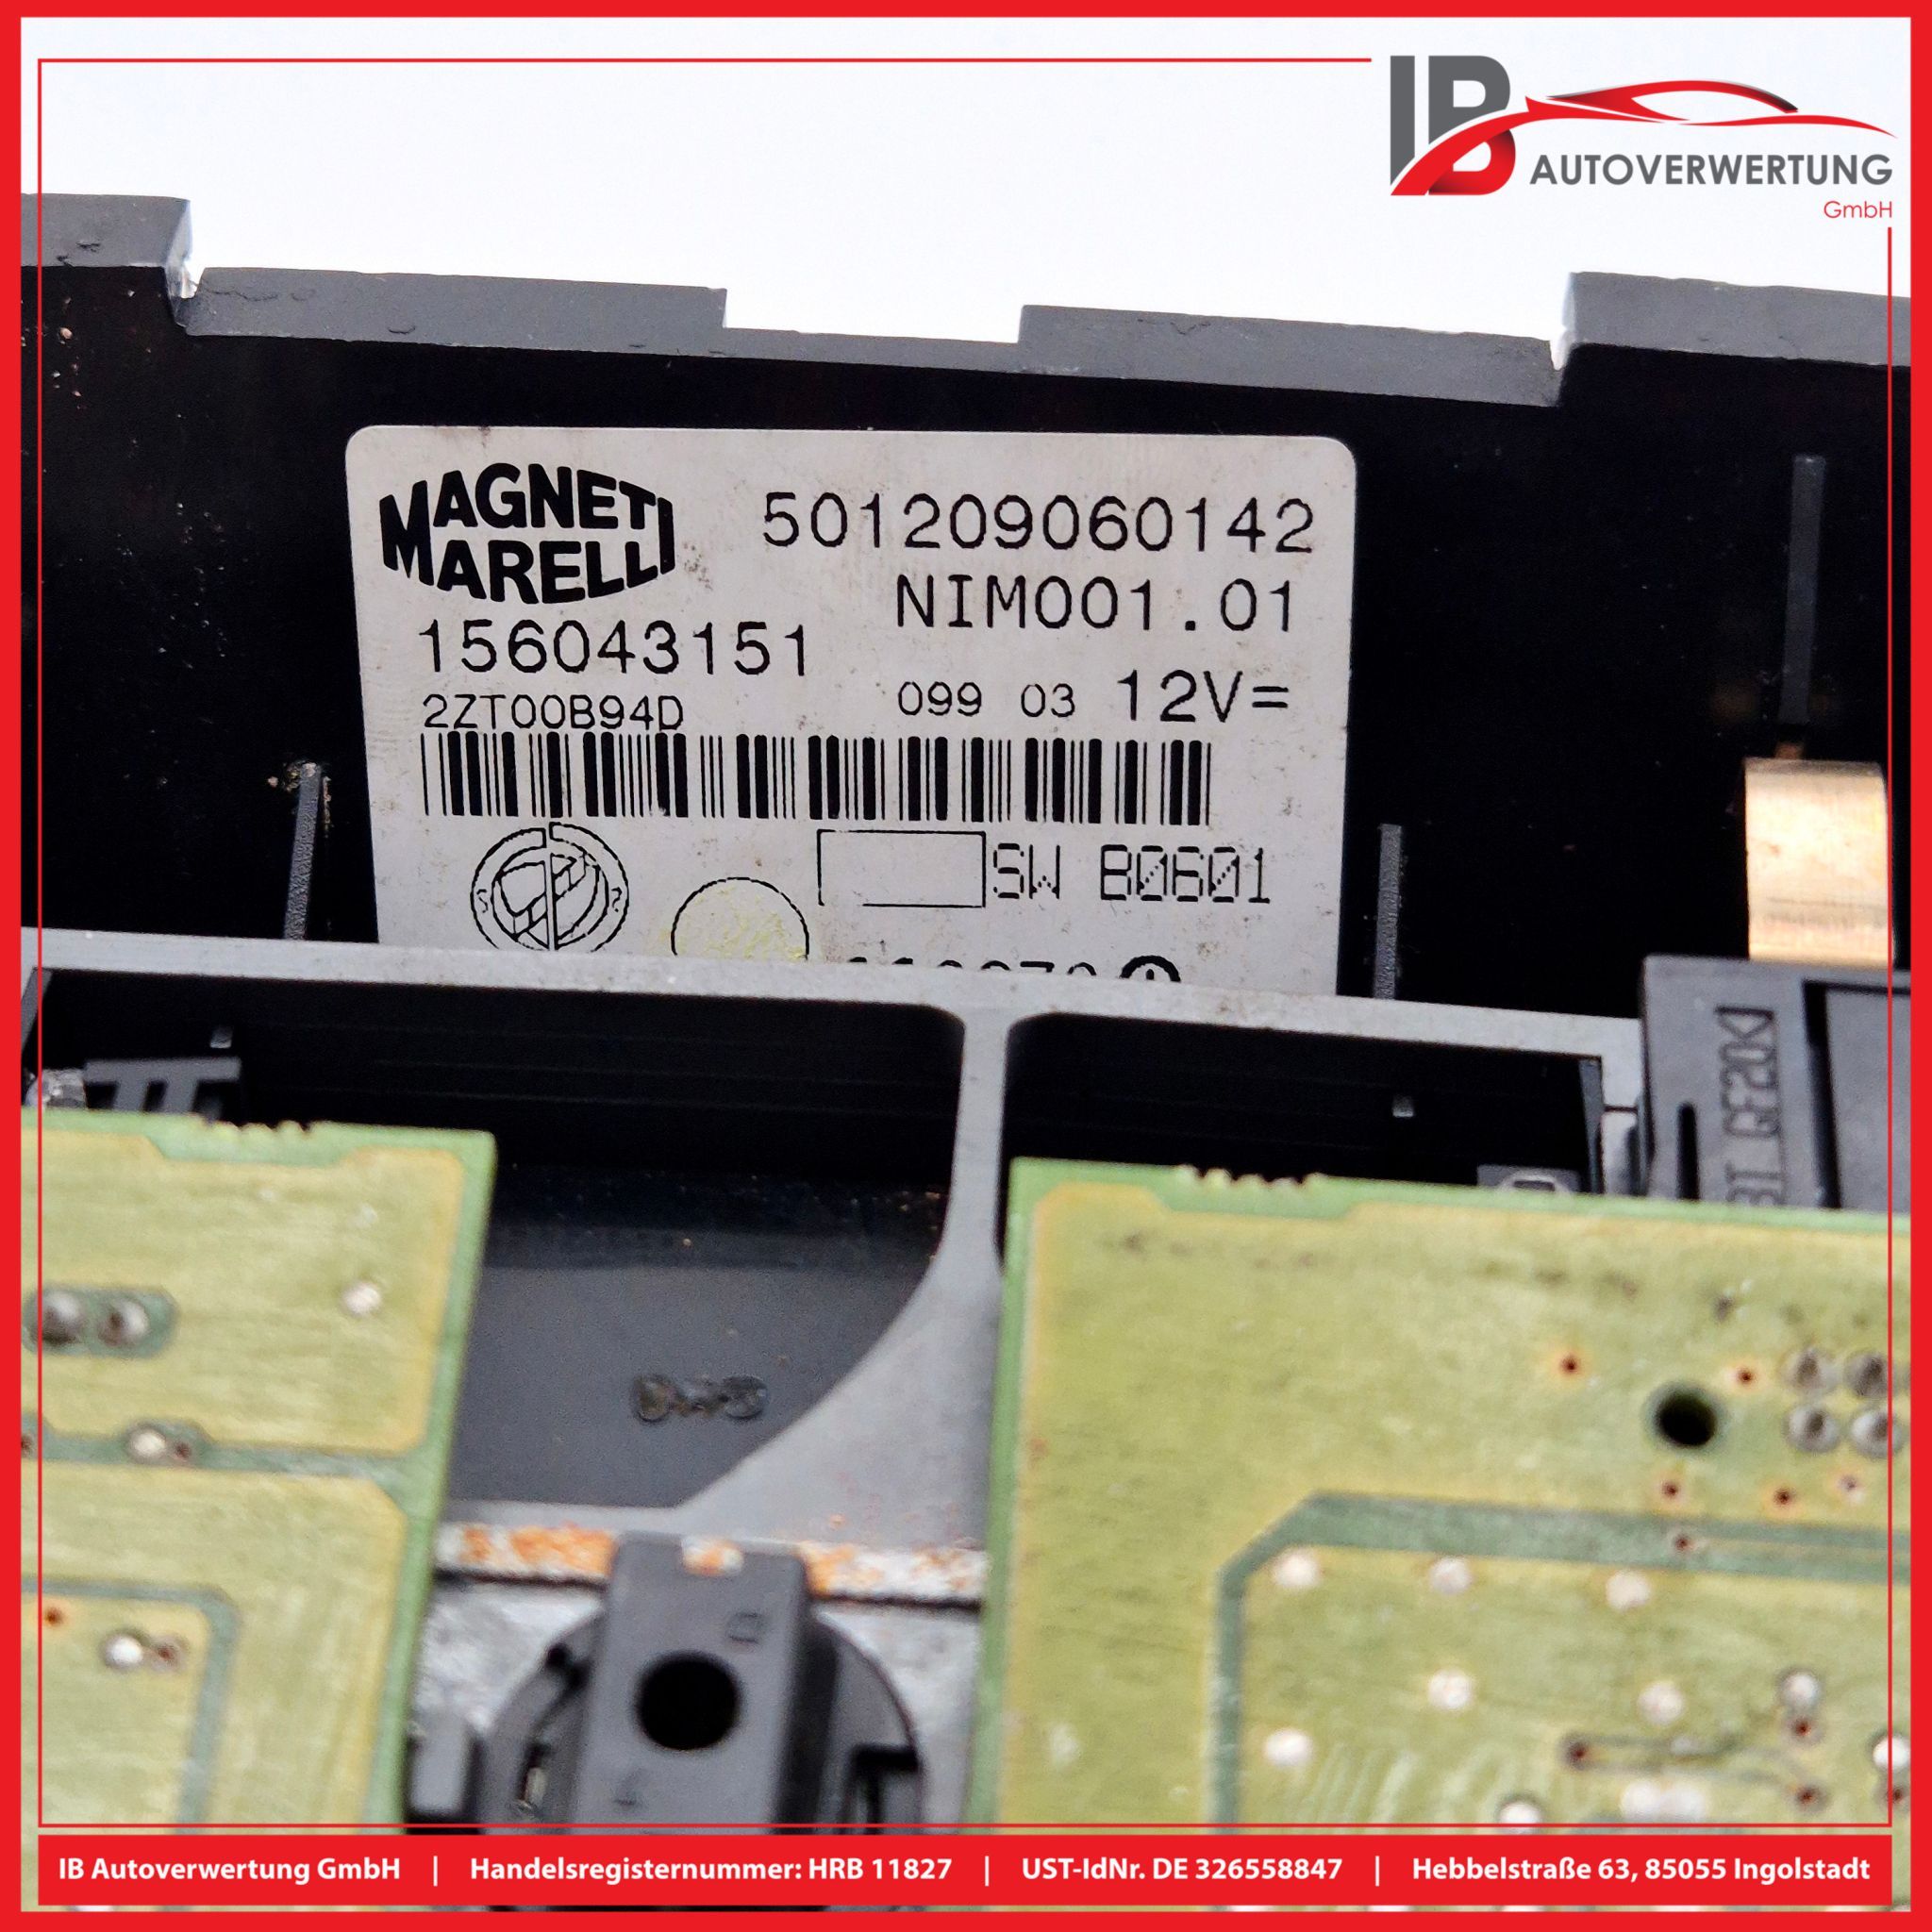 IB
AUTOVERWERTUNG
GmbH
MAGNETI
MARELLI
501209060142
NIM001.01
156043151
2ZT00B94D
099 03 12V=
SW B0601
IB Autoverwertung GmbH | Handelsregisternummer: HRB 11827 | UST-IdNr. DE 326558847 | Hebbelstraße 63, 85055 Ingolstadt